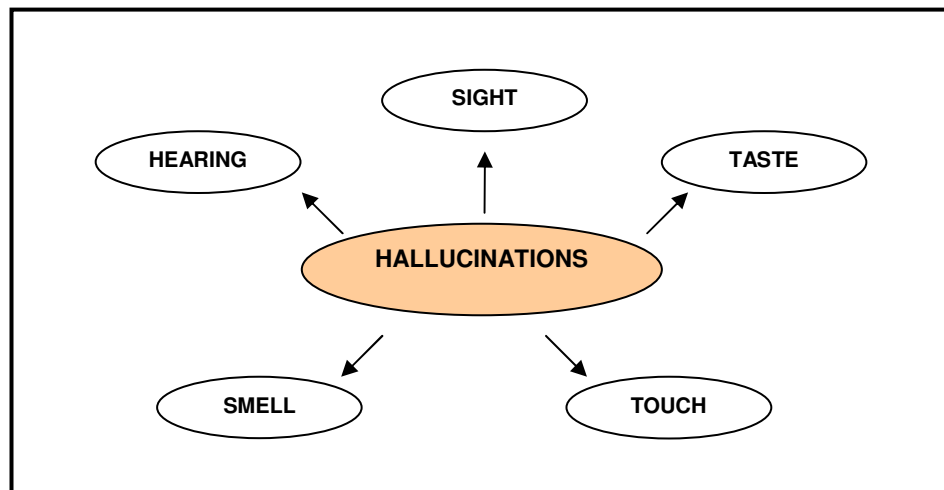 SIGHT
HEARING
TASTE
HALLUCINATIONS
SMELL
TOUCH